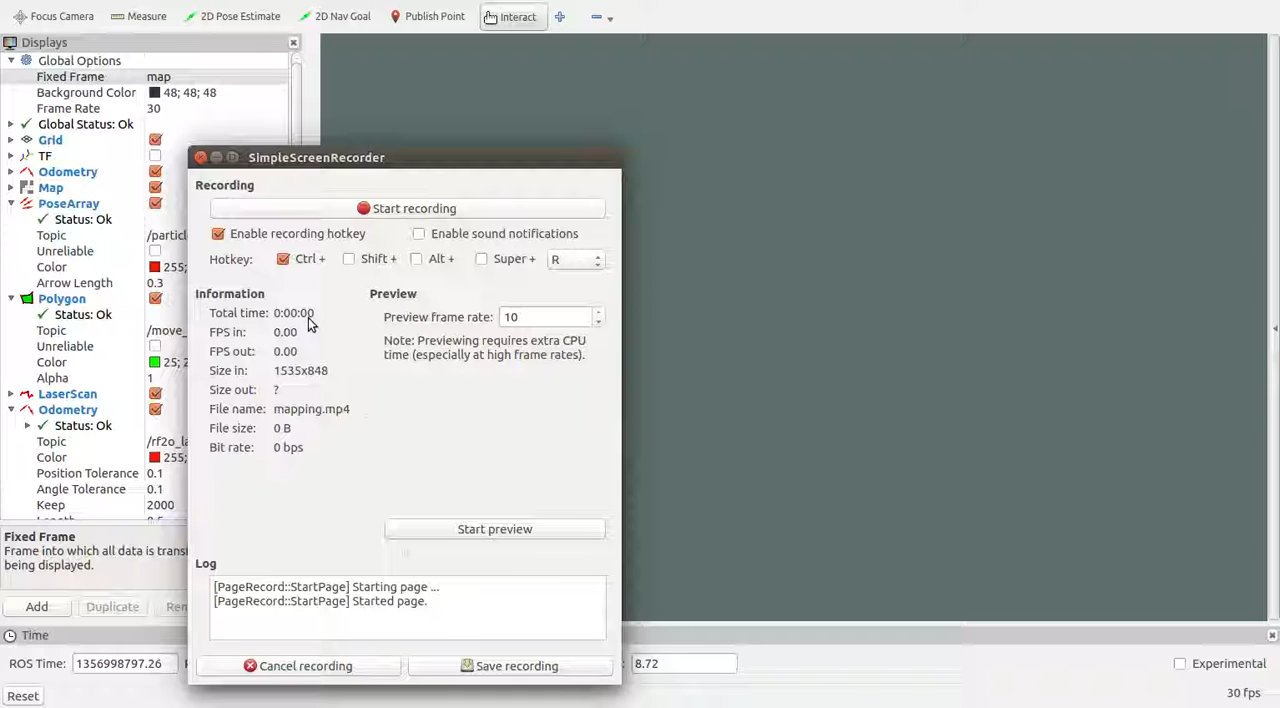 Focus Camera Measure 2D Pose Estimate 2D Nav Goal Publish Point Interact
Displays
Global Options
Fixed Frame map
Background Color 48; 48; 48
Frame Rate 30
Global Status: Ok
Grid
TF
Odometry
Map
PoseArray
Status: Ok
Topic /particl
Unreliable
Color 255;
Arrow Length 0.3
Polygon
Status: Ok
Topic /move_
Unreliable
Color 25; 2
Alpha 1
LaserScan
Odometry
Status: Ok
Topic /rf2o_la
Color 255;
Position Tolerance 0.1
Angle Tolerance 0.1
Keep 2000
Fixed Frame
Frame into which all data is trans
being displayed.
Add Duplicate Ren
Time
ROS Time: 1356998797.26 8.72 Experimental
Reset 30 fps
SimpleScreenRecorder
Recording
Start recording
Enable recording hotkey Enable sound notifications
Hotkey: Ctrl + Shift + Alt + Super + R
Information
Total time: 0:00:00
FPS in: 0.00
FPS out: 0.00
Size in: 1535x848
Size out: ?
File name: mapping.mp4
File size: 0 B
Bit rate: 0 bps
Preview
Preview frame rate: 10
Note: Previewing requires extra CPU
time (especially at high frame rates).
Start preview
Log
[PageRecord::StartPage] Starting page ...
[PageRecord::StartPage] Started page.
Cancel recording Save recording